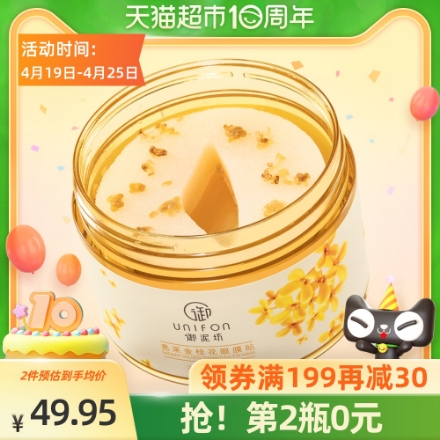 天猫超市10周年
活动时间：
4月19日-4月25日
御
UNIFON
御泥坊
10
2件预估到手均价
¥49.95
领券满199再减30
抢！第2瓶0元